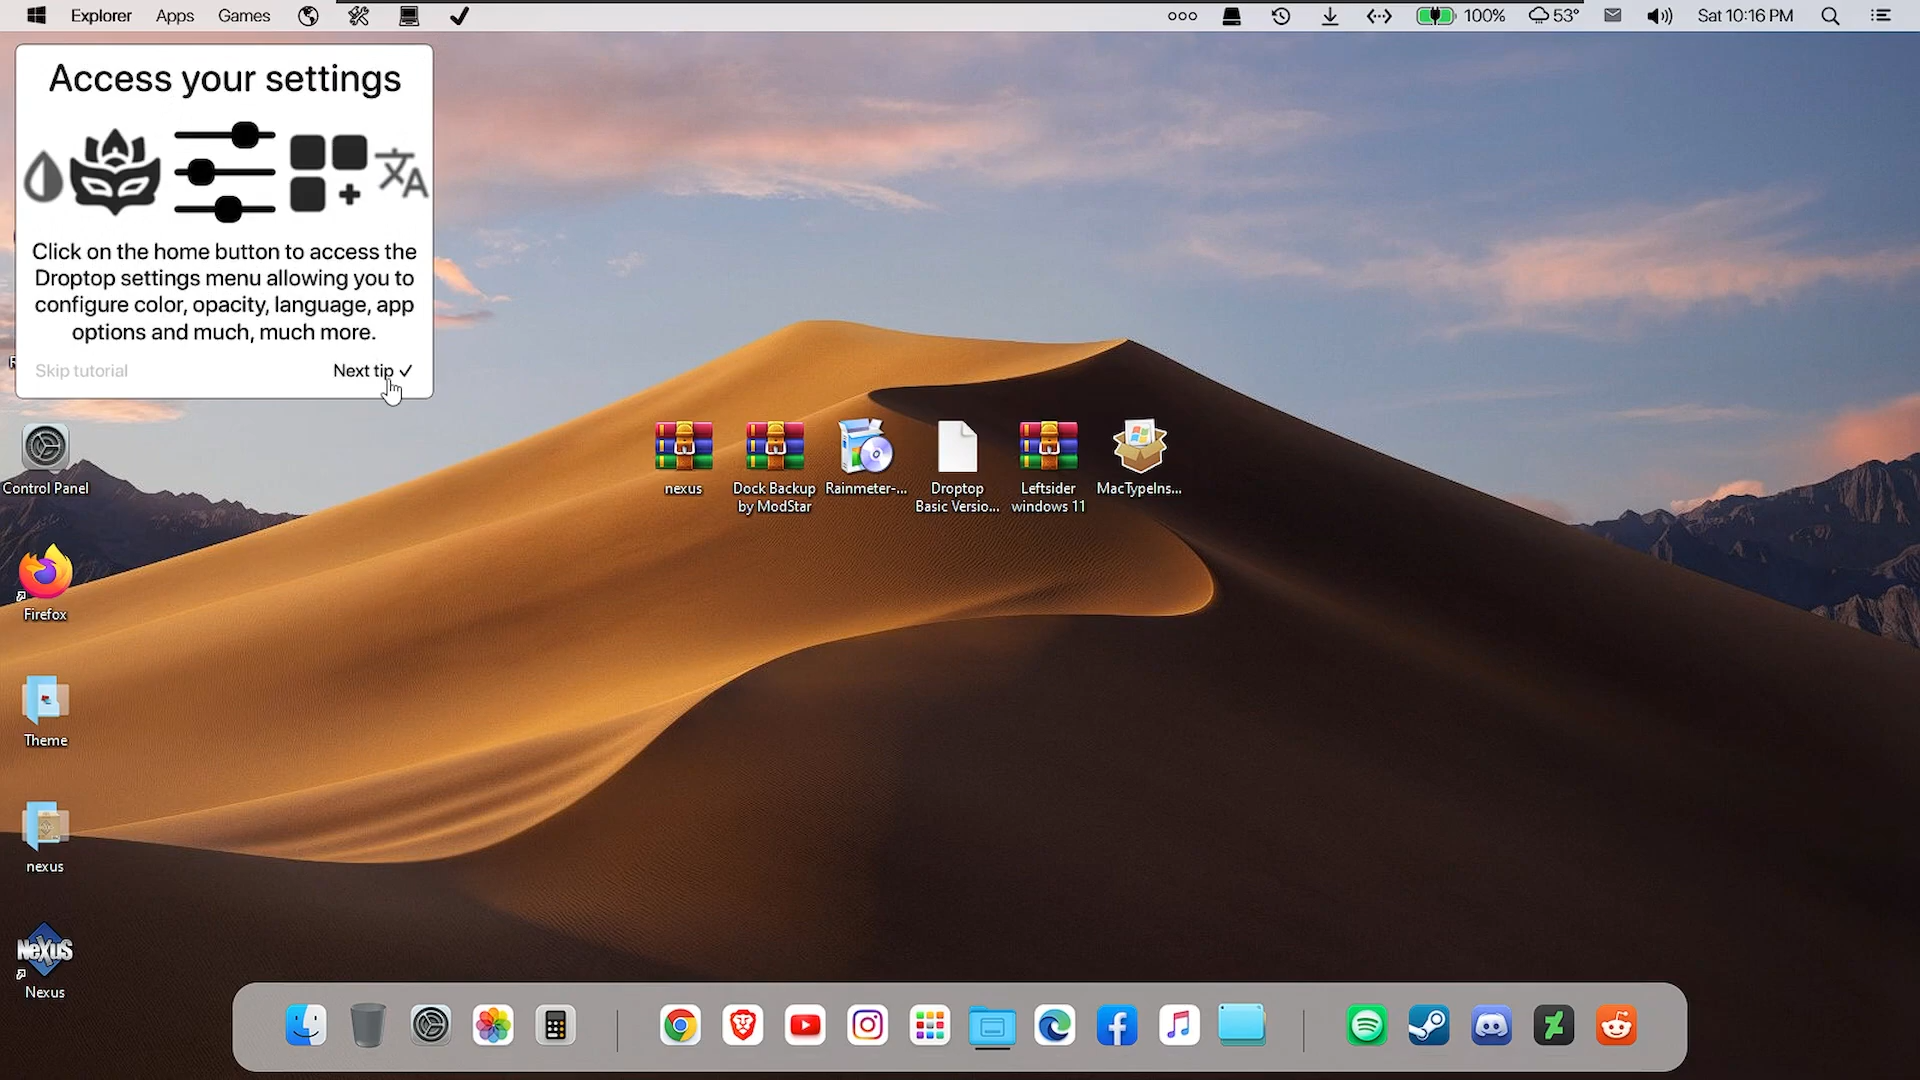 Explorer Apps Games
100% 53° Sat 10:16 PM
Access your settings
文A
Click on the home button to access the
Droptop settings menu allowing you to
configure color, opacity, language, app
options and much, much more.
Skip tutorial Next tip ✓
Control Panel
Firefox
Theme
nexus
NeXuS
Nexus
nexus
Dock Backup
by ModStar
Rainmeter-...
Droptop
Basic Versio...
Leftsider
windows 11
MacTypeIns...